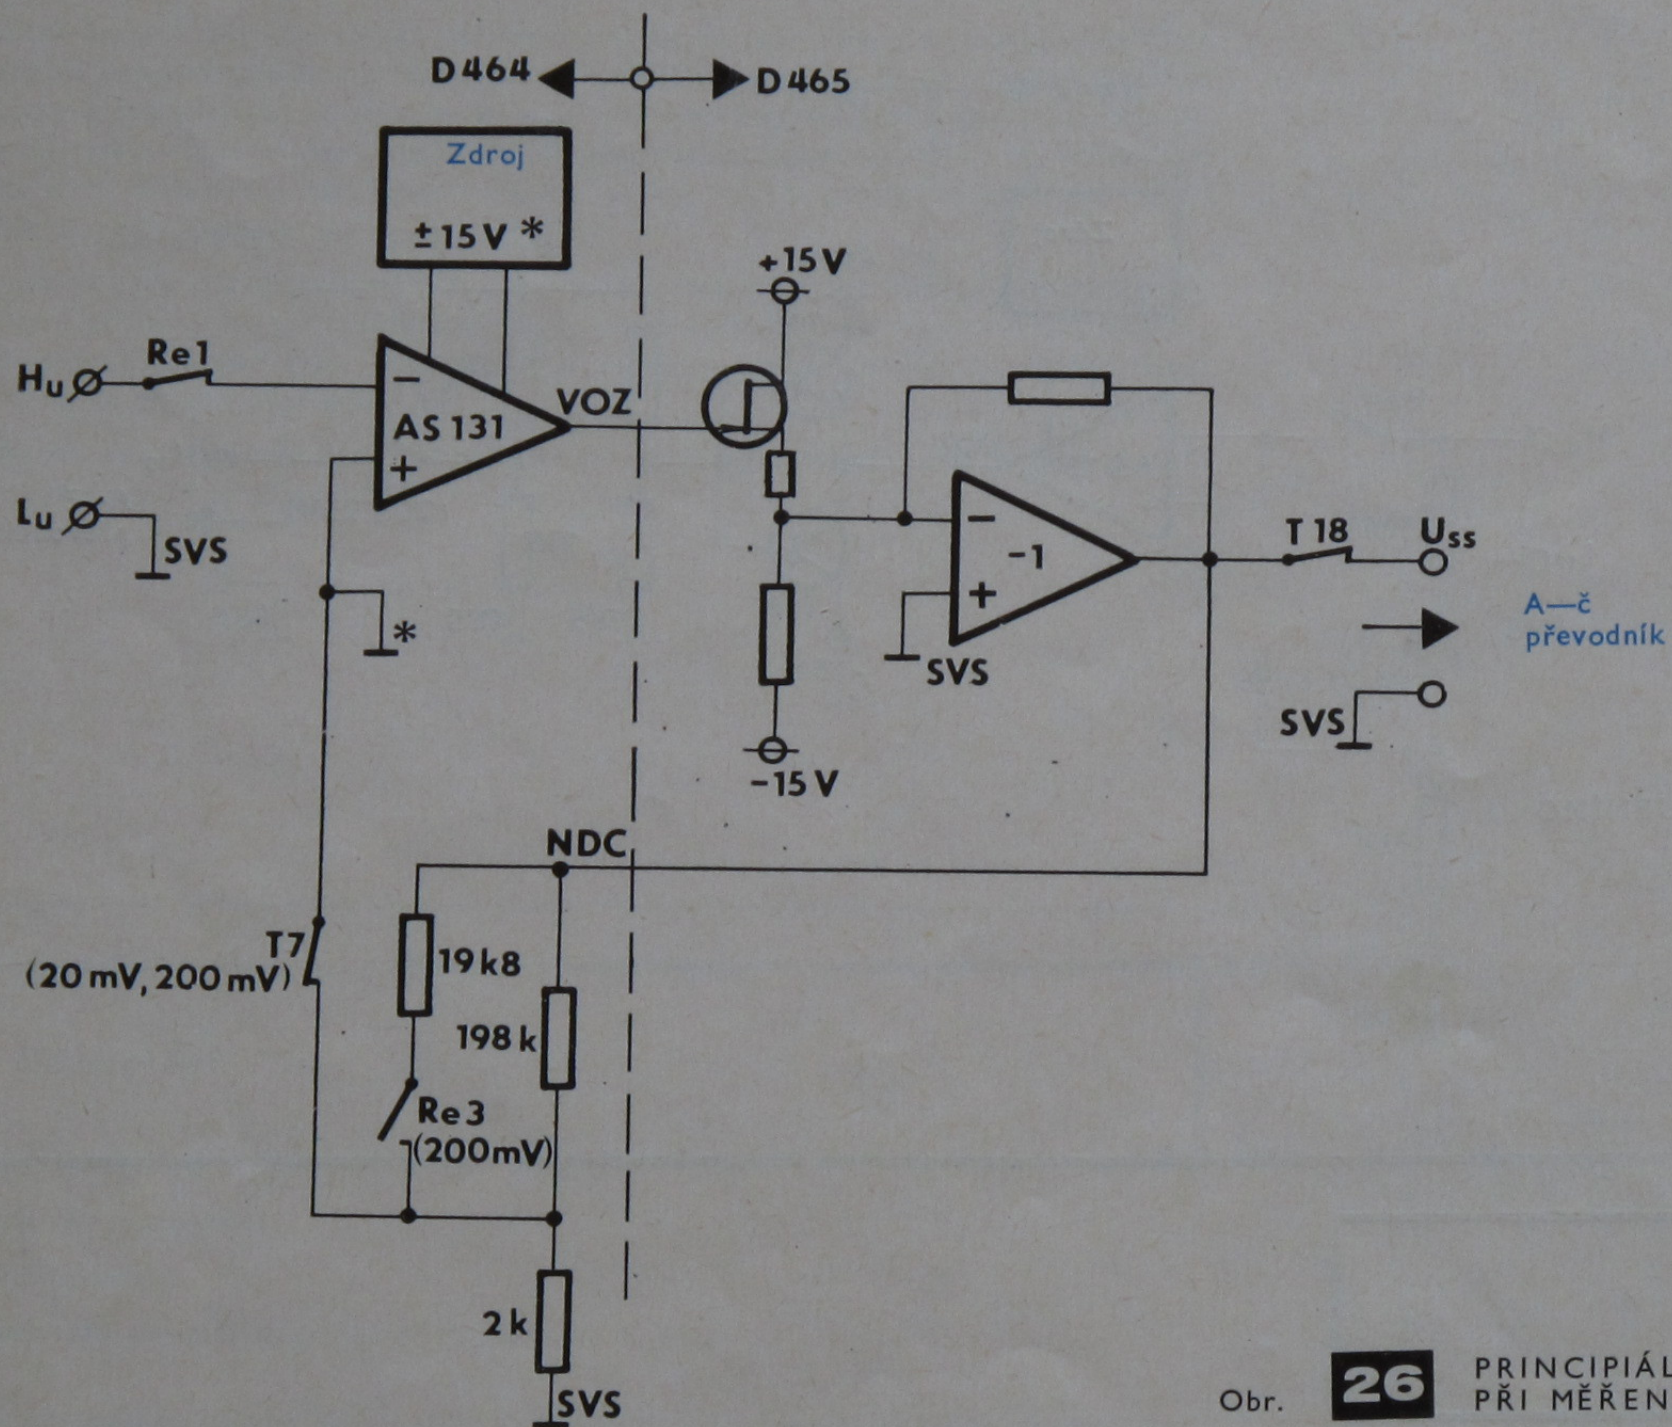 D464
D465
Zdroj
± 15 V *
+15 V
Hu
Re1
−
AS 131
+
VOZ
Lu
SVS
*
−
-1
+
SVS
T 18
Uss
A—č
převodník
SVS
-15 V
NDC
T7
(20 mV, 200 mV)
19k8
198 k
Re3
(200mV)
2 k
SVS
Obr.
26
PRINCIPIÁL
PŘI MĚŘEN